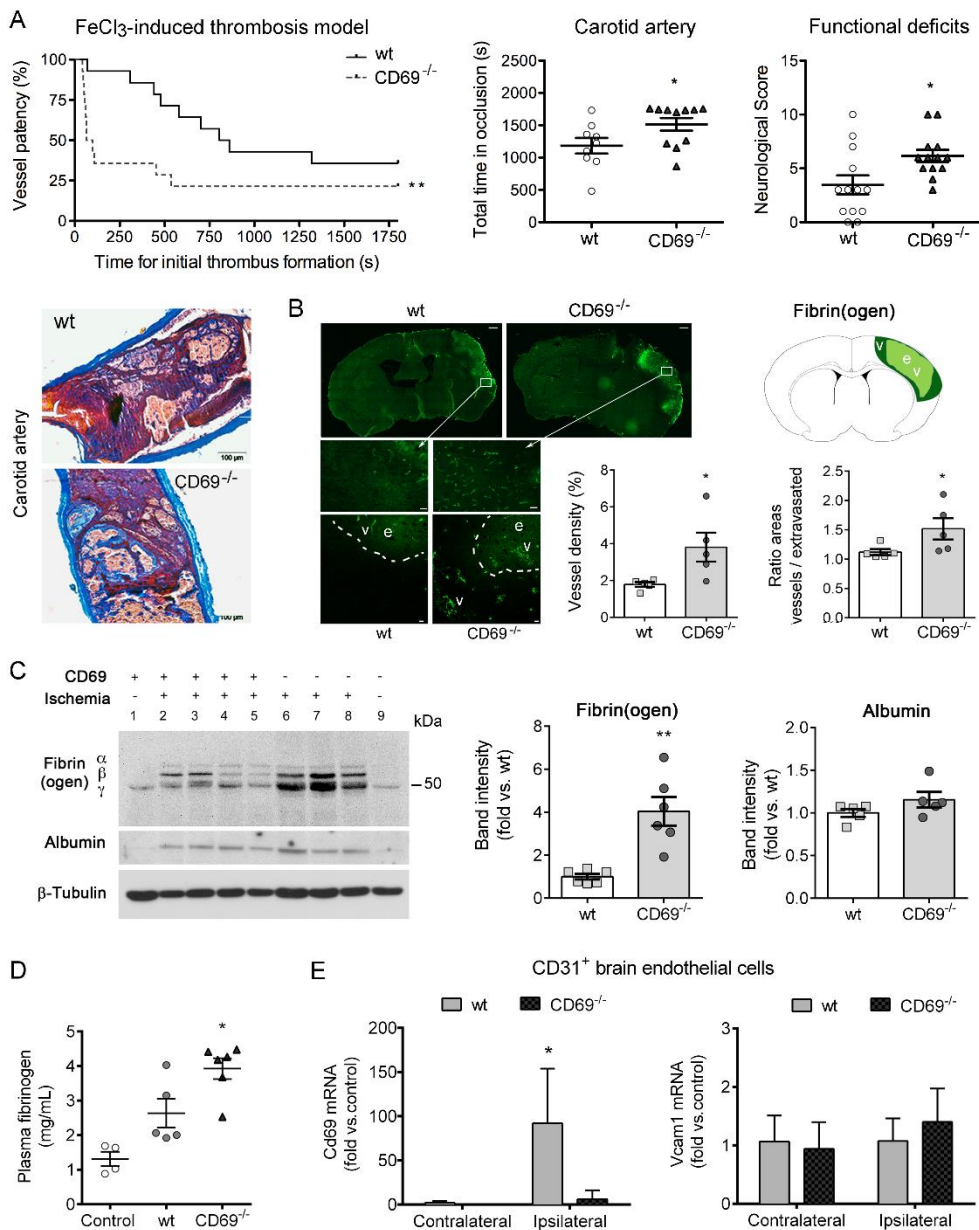 A
FeCl3-induced thrombosis model
wt
CD69-/-
Vessel patency (%)
100
75
50
25
0
**
0 250 500 750 1000 1250 1500 1750
Time for initial thrombus formation (s)
Carotid artery
Total time in occlusion (s)
2500
2000
1500
1000
500
0
*
wt CD69-/-
Functional deficits
Neurological Score
15
10
5
0
*
wt CD69-/-
Carotid artery
wt
100 µm
CD69-/-
100 µm
B
wt CD69-/-
v e
e
v
v
wt CD69-/-
Vessel density (%)
8
6
4
2
0
*
wt CD69-/-
Fibrin(ogen)
v
e
v
Ratio areas
vessels / extravasated
2.5
2.0
1.5
1.0
0.5
0.0
*
wt CD69-/-
C
CD69 + + + + + - - - -
Ischemia - + + + + + + + -
1 2 3 4 5 6 7 8 9 kDa
Fibrin
(ogen)
α
β
γ
–50
Albumin
β-Tubulin
Fibrin(ogen)
Band intensity
(fold vs. wt)
8
6
4
2
0
**
wt CD69-/-
Albumin
Band intensity
(fold vs. wt)
2.0
1.5
1.0
0.5
0.0
wt CD69-/-
D
Plasma fibrinogen
(mg/mL)
5
4
3
2
1
0
*
Control wt CD69-/-
E
CD31+ brain endothelial cells
wt CD69-/-
Cd69 mRNA
(fold vs.control)
200
150
100
50
0
*
Contralateral Ipsilateral
wt CD69-/-
Vcam1 mRNA
(fold vs.control)
3
2
1
0
Contralateral Ipsilateral